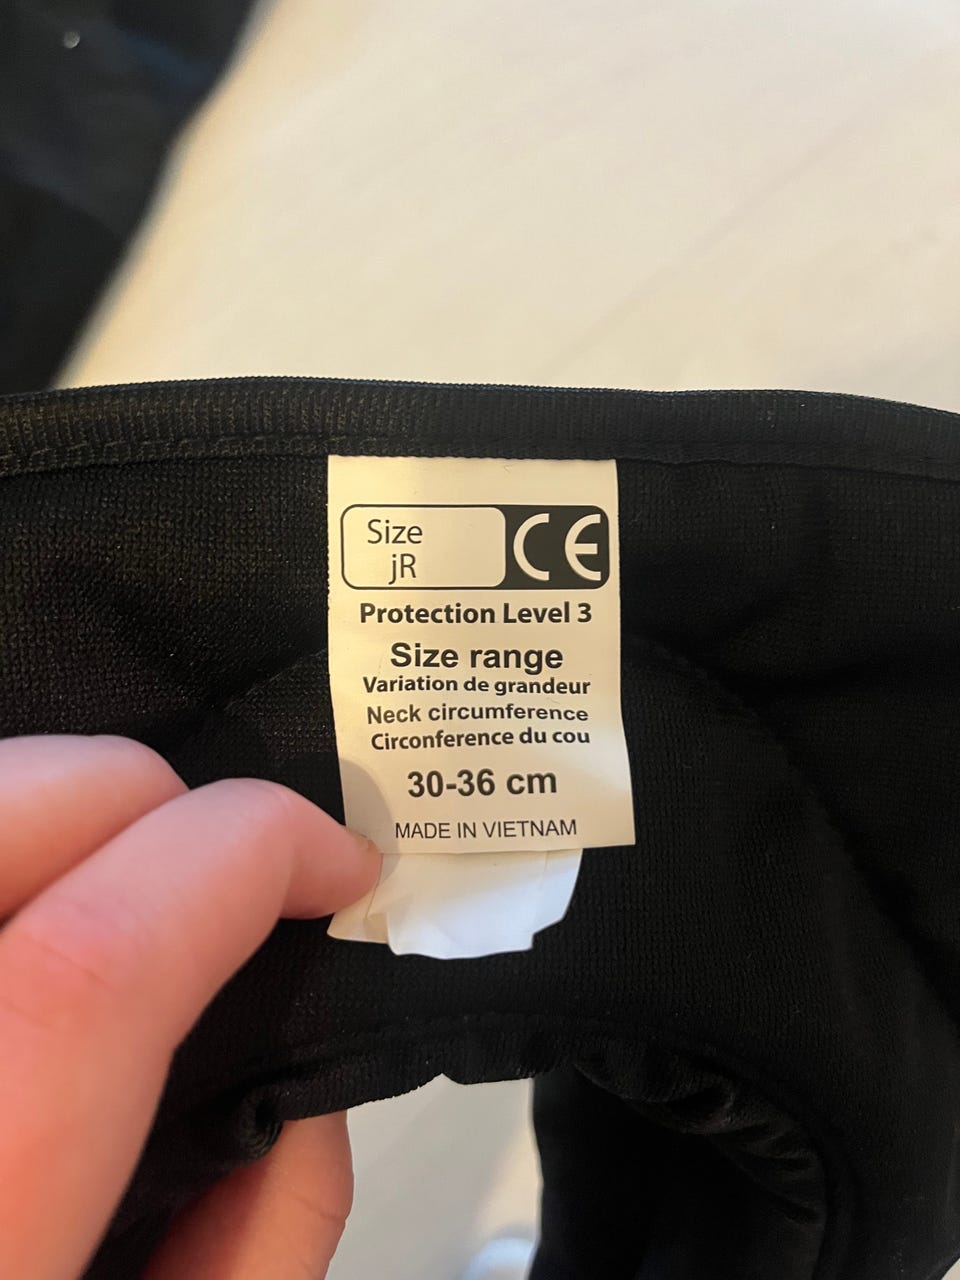 Size
jR
CE
Protection Level 3
Size range
Variation de grandeur
Neck circumference
Circonference du cou
30-36 cm
MADE IN VIETNAM